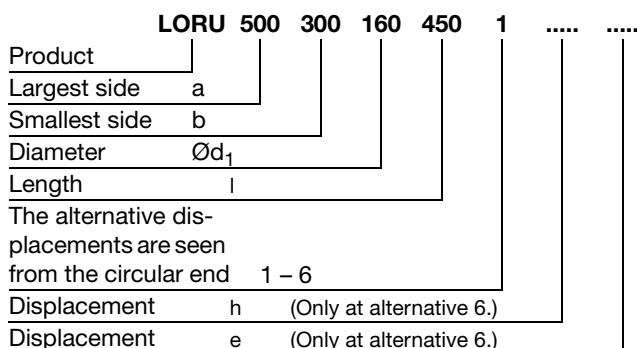 LORU 500 300 160 450 1 ..... .....
Product
Largest side a
Smallest side b
Diameter Ød₁
Length l
The alternative dis-
placements are seen
from the circular end 1 – 6
Displacement h (Only at alternative 6.)
Displacement e (Only at alternative 6.)